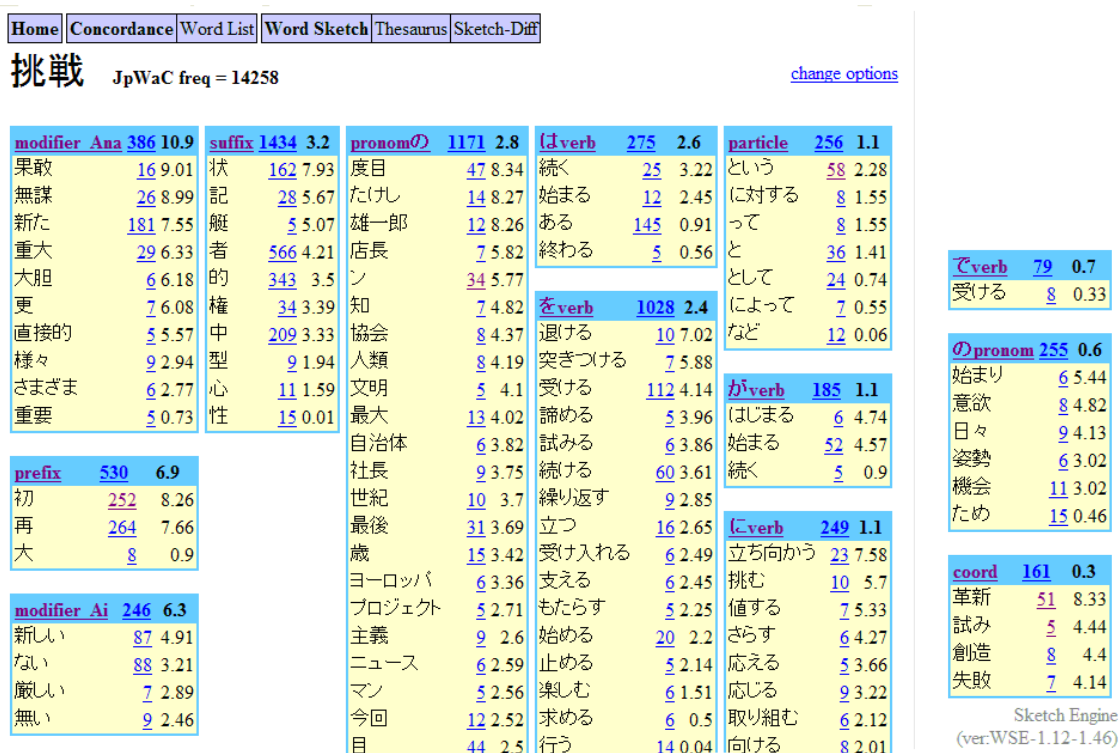 Home Concordance Word List Word Sketch Thesaurus Sketch-Diff
挑戦 JpWaC freq = 14258
change options
modifier_Ana 386 10.9
果敢 16 9.01
無謀 26 8.99
新た 181 7.55
重大 29 6.33
大胆 6 6.18
更 7 6.08
直接的 5 5.57
様々 9 2.94
さまざま 6 2.77
重要 5 0.73
prefix 530 6.9
初 252 8.26
再 264 7.66
大 8 0.9
modifier_Ai 246 6.3
新しい 87 4.91
ない 88 3.21
厳しい 7 2.89
無い 9 2.46
suffix 1434 3.2
状 162 7.93
記 28 5.67
艇 5 5.07
者 566 4.21
的 343 3.5
権 34 3.39
中 209 3.33
型 9 1.94
心 11 1.59
性 15 0.01
pronomの 1171 2.8
度目 47 8.34
たけし 14 8.27
雄一郎 12 8.26
店長 7 5.82
ン 34 5.77
知 7 4.82
協会 8 4.37
人類 8 4.19
文明 5 4.1
最大 13 4.02
自治体 6 3.82
社長 9 3.75
世紀 10 3.7
最後 31 3.69
歳 15 3.42
ヨーロッパ 6 3.36
プロジェクト 5 2.71
主義 9 2.6
ニュース 6 2.59
マン 5 2.56
今回 12 2.52
目 44 2.5
はverb 275 2.6
続く 25 3.22
始まる 12 2.45
ある 145 0.91
終わる 5 0.56
をverb 1028 2.4
退ける 10 7.02
突きつける 7 5.88
受ける 112 4.14
諦める 5 3.96
試みる 6 3.86
続ける 60 3.61
繰り返す 9 2.85
立つ 16 2.65
受け入れる 6 2.49
支える 6 2.45
もたらす 5 2.25
始める 20 2.2
止める 5 2.14
楽しむ 6 1.51
求める 6 0.5
行う 14 0.04
particle 256 1.1
という 58 2.28
に対する 8 1.55
って 8 1.55
と 36 1.41
として 24 0.74
によって 7 0.55
など 12 0.06
がverb 185 1.1
はじまる 6 4.74
始まる 52 4.57
続く 5 0.9
にverb 249 1.1
立ち向かう 23 7.58
挑む 10 5.7
値する 7 5.33
さらす 6 4.27
応える 5 3.66
応じる 9 3.22
取り組む 6 2.12
向ける 8 2.01
でverb 79 0.7
受ける 8 0.33
のpronom 255 0.6
始まり 6 5.44
意欲 8 4.82
日々 9 4.13
姿勢 6 3.02
機会 11 3.02
ため 15 0.46
coord 161 0.3
革新 51 8.33
試み 5 4.44
創造 8 4.4
失敗 7 4.14
Sketch Engine
(ver:WSE-1.12-1.46)